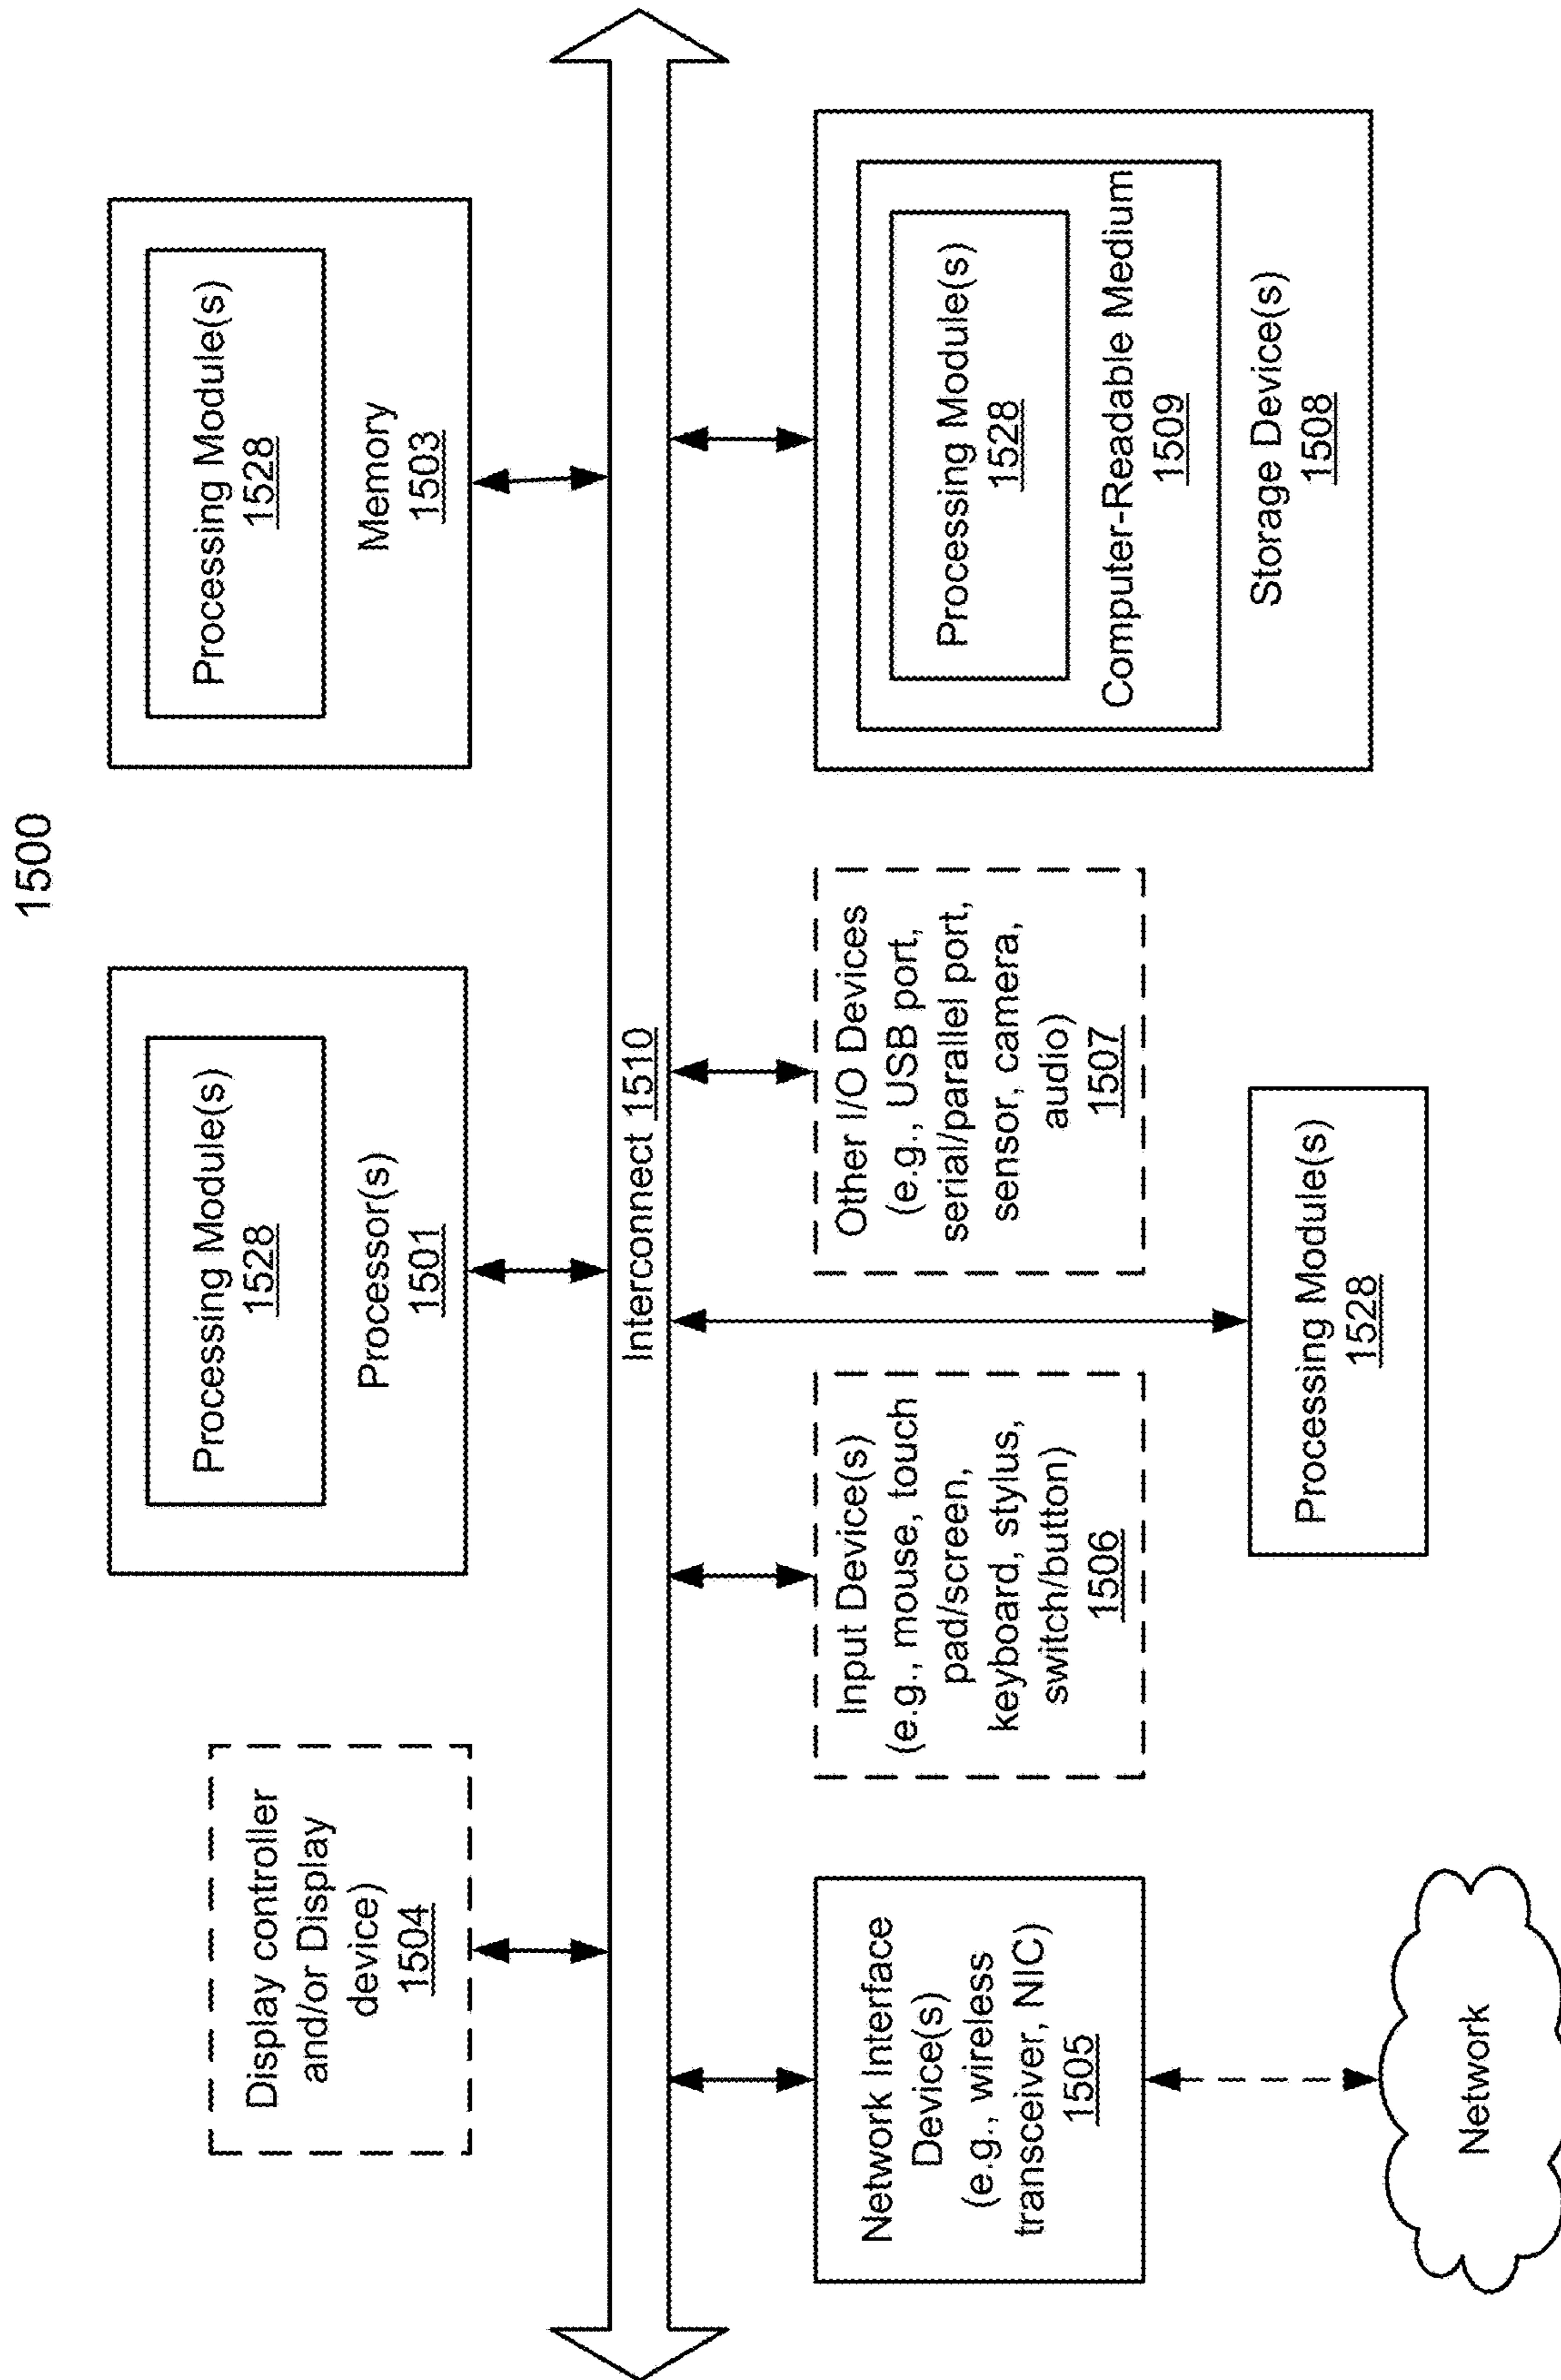 1500
Display controller
and/or Display
device)
1504
Processing Module(s)
1528
Processor(s)
1501
Processing Module(s)
1528
Memory
1503
Interconnect 1510
Network Interface
Device(s)
(e.g., wireless
transceiver, NIC)
1505
Input Device(s)
(e.g., mouse, touch
pad/screen,
keyboard, stylus,
switch/button)
1506
Other I/O Devices
(e.g., USB port,
serial/parallel port,
sensor, camera,
audio)
1507
Processing Module(s)
1528
Computer-Readable Medium
1509
Storage Device(s)
1508
Processing Module(s)
1528
Network